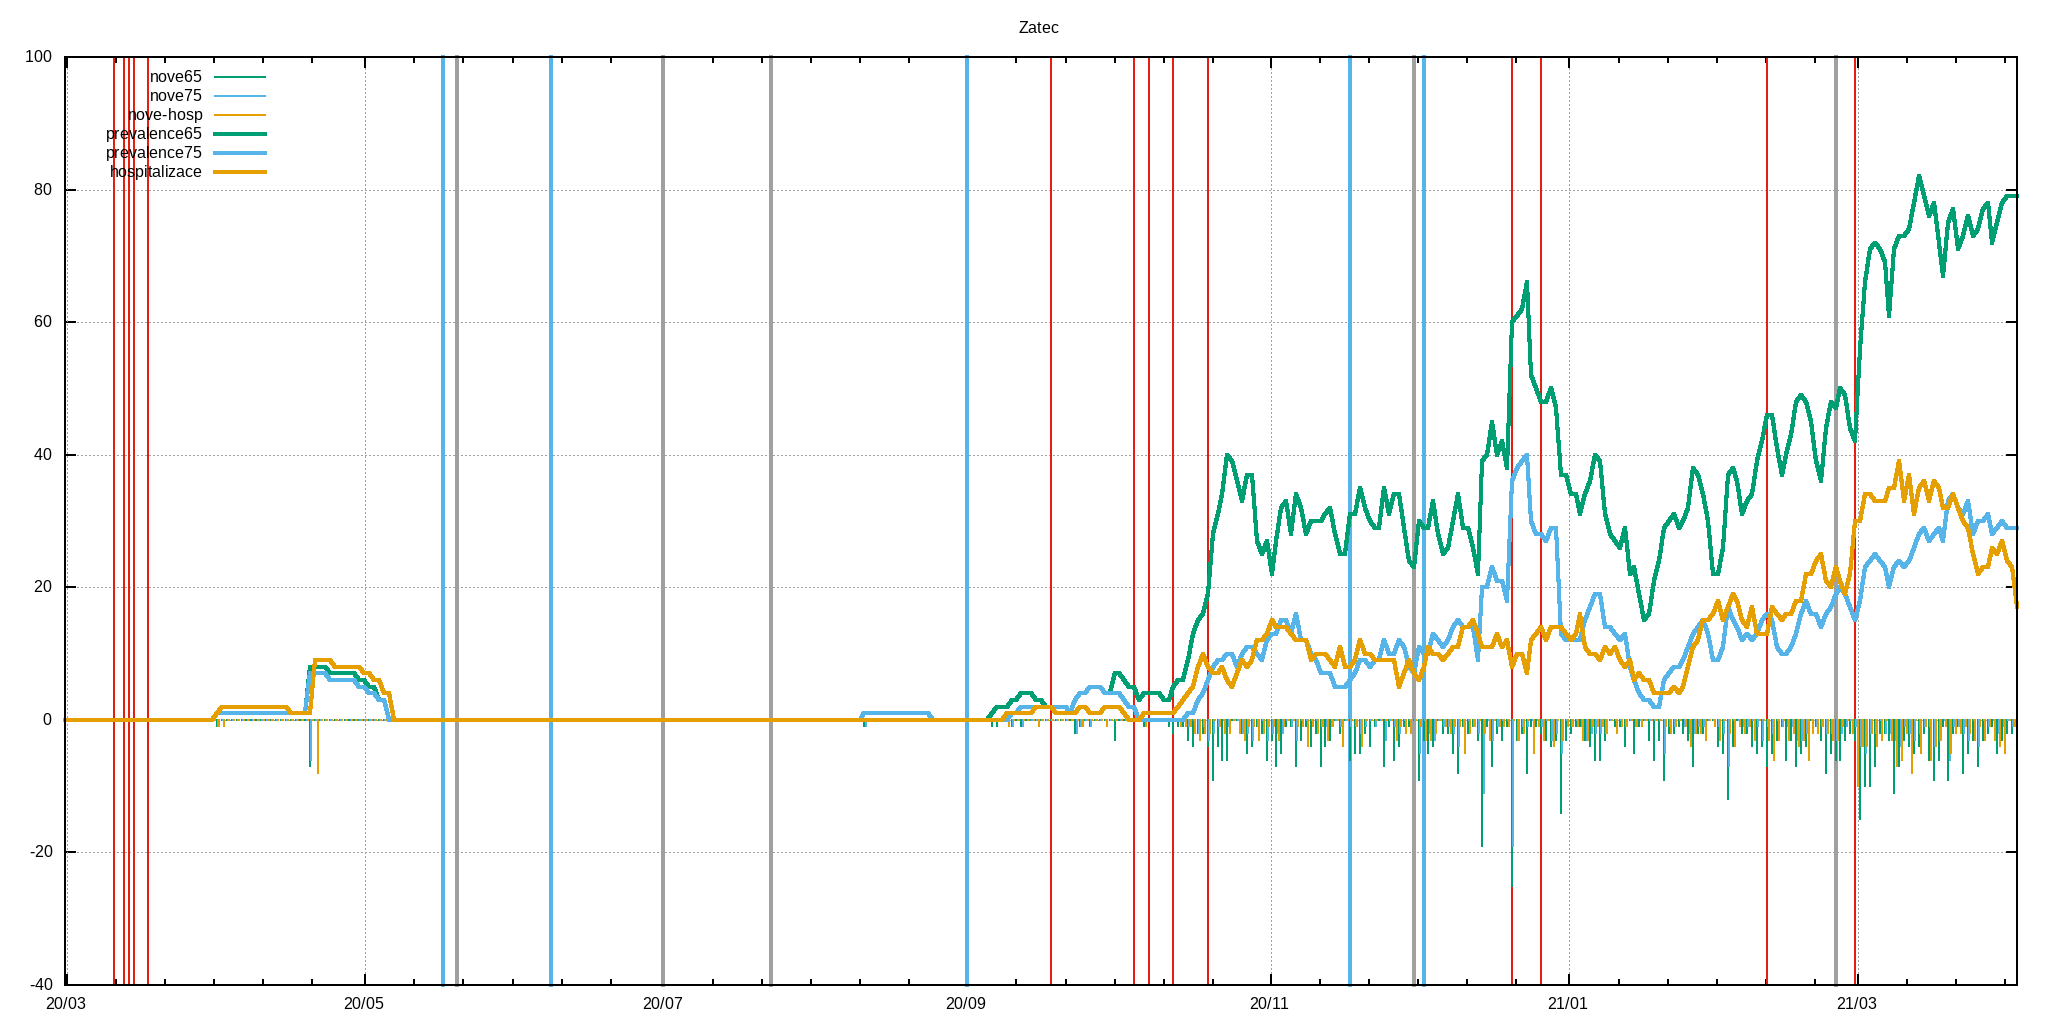 Zatec
100
80
60
40
20
0
-20
-40
nove65
nove75
nove-hosp
prevalence65
prevalence75
hospitalizace
20/03 20/05 20/07 20/09 20/11 21/01 21/03